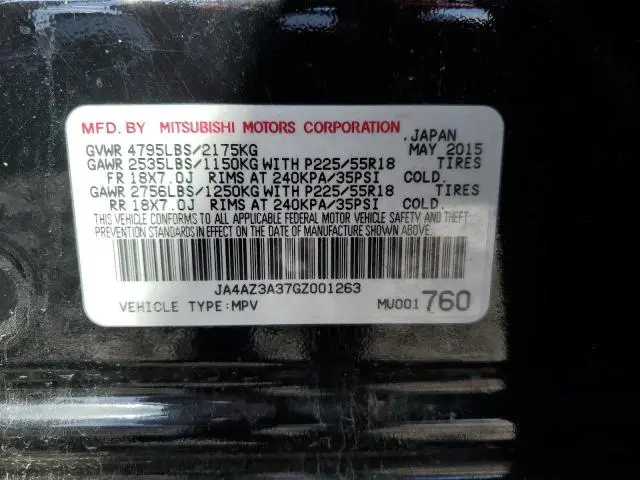 MFD. BY MITSUBISHI MOTORS CORPORATION, JAPAN
GVWR 4795LBS/2175KG MAY 2015
GAWR 2535LBS/1150KG WITH P225/55R18 TIRES
FR 18X7.0J RIMS AT 240KPA/35PSI COLD.
GAWR 2756LBS/1250KG WITH P225/55R18 TIRES
RR 18X7.0J RIMS AT 240KPA/35PSI COLD.
THIS VEHICLE CONFORMS TO ALL APPLICABLE FEDERAL MOTOR VEHICLE SAFETY AND THEFT
PREVENTION STANDARDS IN EFFECT ON THE DATE OF MANUFACTURE SHOWN ABOVE.
JA4AZ3A37GZ001263
VEHICLE TYPE:MPV MU001 760